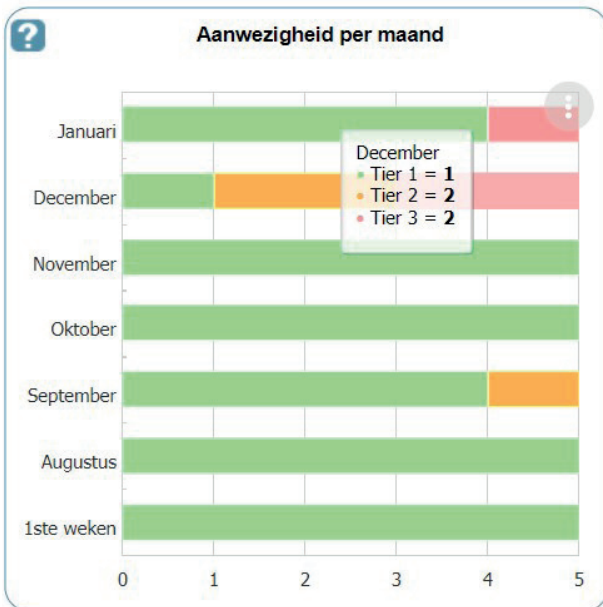 ?
Aanwezigheid per maand
Januari
December
Tier 1 = 1
Tier 2 = 2
Tier 3 = 2
December
November
Oktober
September
Augustus
1ste weken
0 1 2 3 4 5